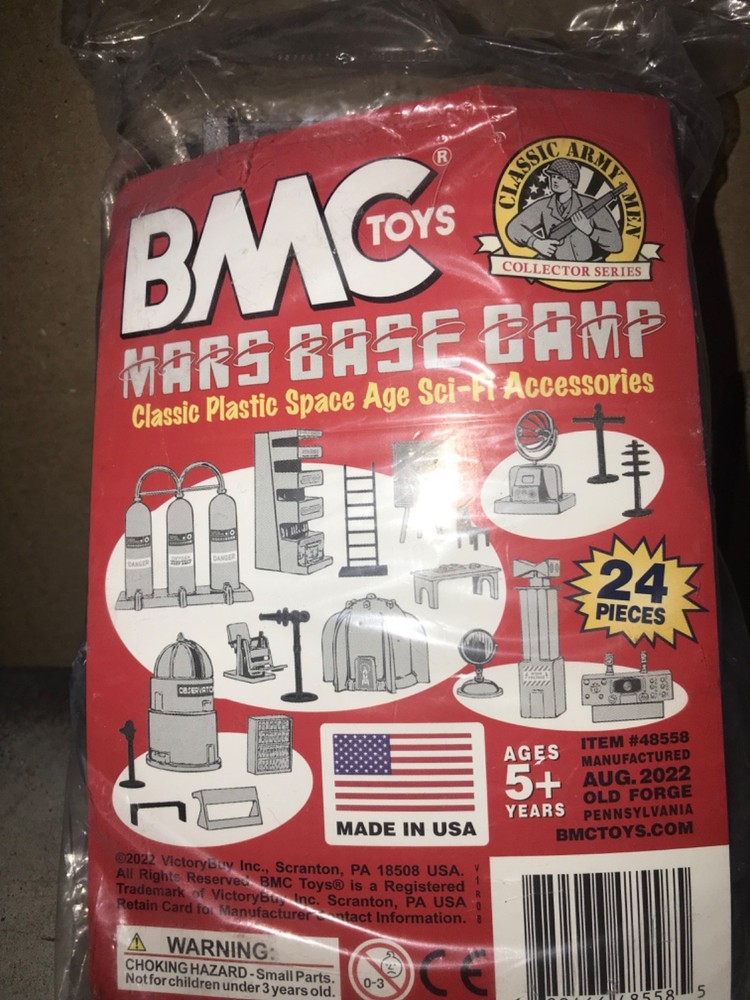 BMC TOYS®
CLASSIC ARMY MEN
COLLECTOR SERIES
MARS BASE CAMP
Classic Plastic Space Age Sci-Fi Accessories
DANGER
DANGER
24
PIECES
OBSERVATO
MADE IN USA
AGES
5+
YEARS
ITEM #48558
MANUFACTURED
AUG. 2022
OLD FORGE
PENNSYLVANIA
BMCTOYS.COM
©2022 VictoryBuy Inc., Scranton, PA 18508 USA.
All Rights Reserved. BMC Toys® is a Registered
Trademark of VictoryBuy Inc. Scranton, PA USA
Retain Card for Manufacturer Contact Information.
V1R08
WARNING:
CHOKING HAZARD - Small Parts.
Not for children under 3 years old.
0-3
CE
48558 5